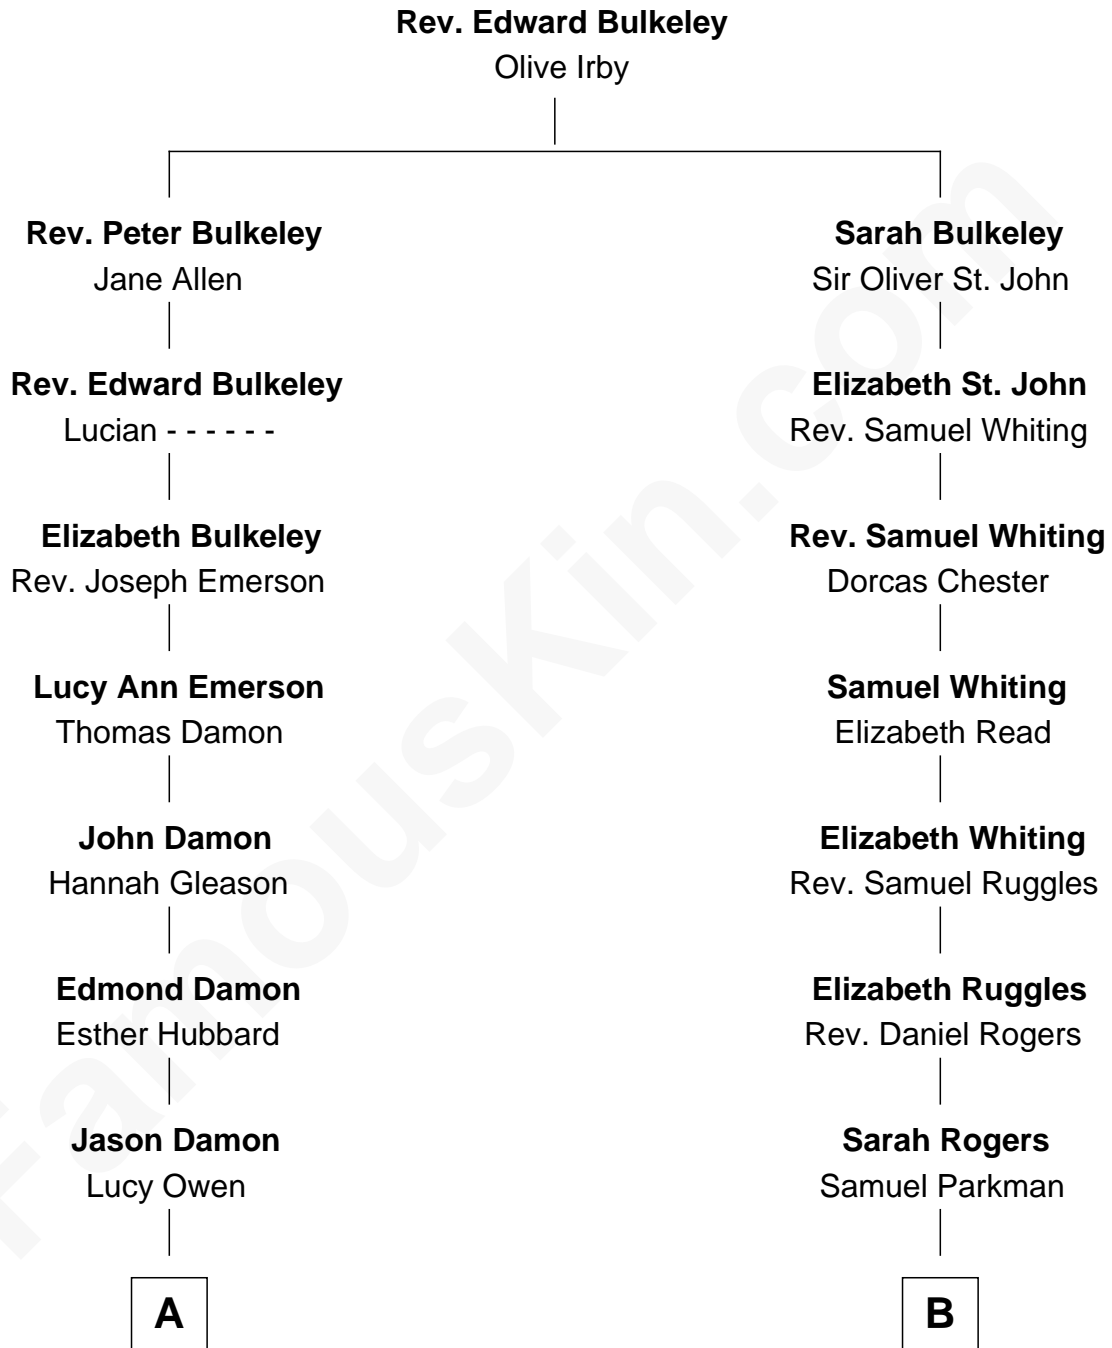 Rev. Edward Bulkeley
Olive Irby
Rev. Peter Bulkeley
Jane Allen
Sarah Bulkeley
Sir Oliver St. John
Rev. Edward Bulkeley
Lucian - - - - - -
Elizabeth St. John
Rev. Samuel Whiting
Elizabeth Bulkeley
Rev. Joseph Emerson
Rev. Samuel Whiting
Dorcas Chester
Lucy Ann Emerson
Thomas Damon
Samuel Whiting
Elizabeth Read
John Damon
Hannah Gleason
Elizabeth Whiting
Rev. Samuel Ruggles
Edmond Damon
Esther Hubbard
Elizabeth Ruggles
Rev. Daniel Rogers
Jason Damon
Lucy Owen
Sarah Rogers
Samuel Parkman
A
B
FamousKin.com